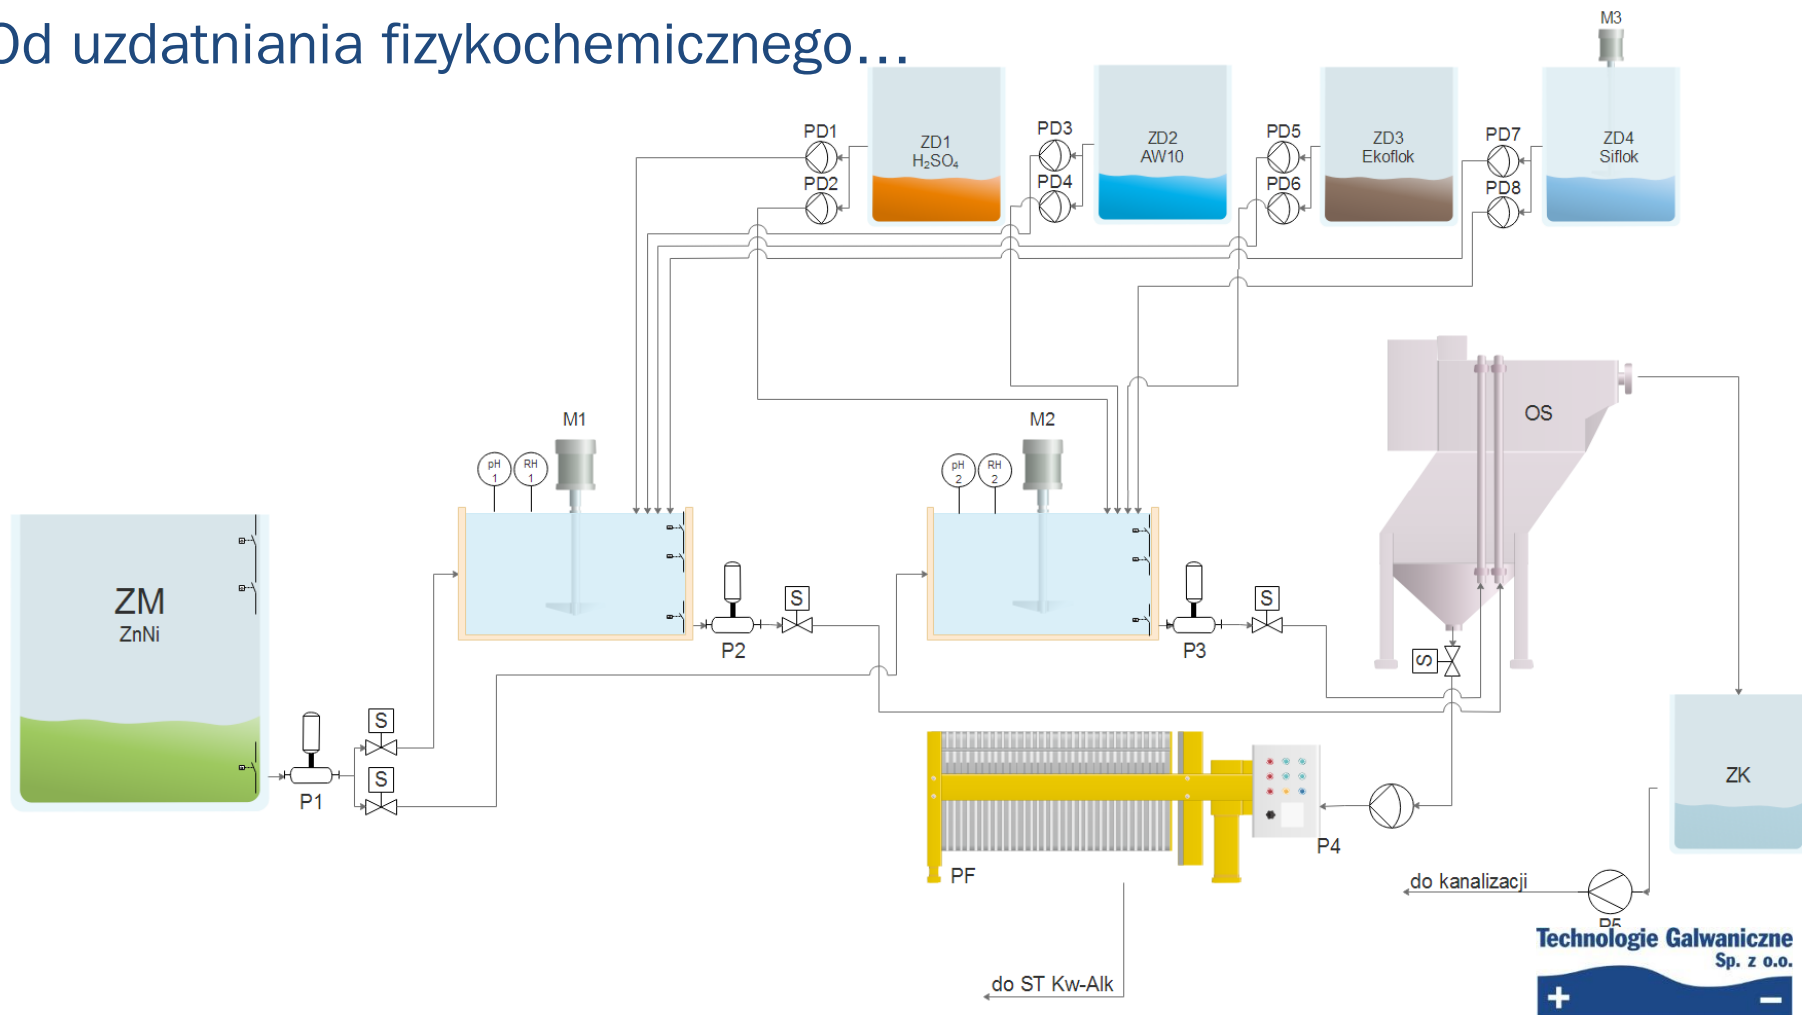 Od uzdatniania fizykochemicznego...
M3
PD1
PD2
ZD1
H₂SO₄
PD3
PD4
ZD2
AW10
PD5
PD6
ZD3
Ekoflok
PD7
PD8
ZD4
Siflok
OS
M1
pH
1
RH
1
M2
pH
2
RH
2
ZM
ZnNi
S
P2
S
P3
S
S
S
S
P1
ZK
PF
P4
do kanalizacji
P5
do ST Kw-Alk
Technologie Galwaniczne
Sp. z o.o.
+ −